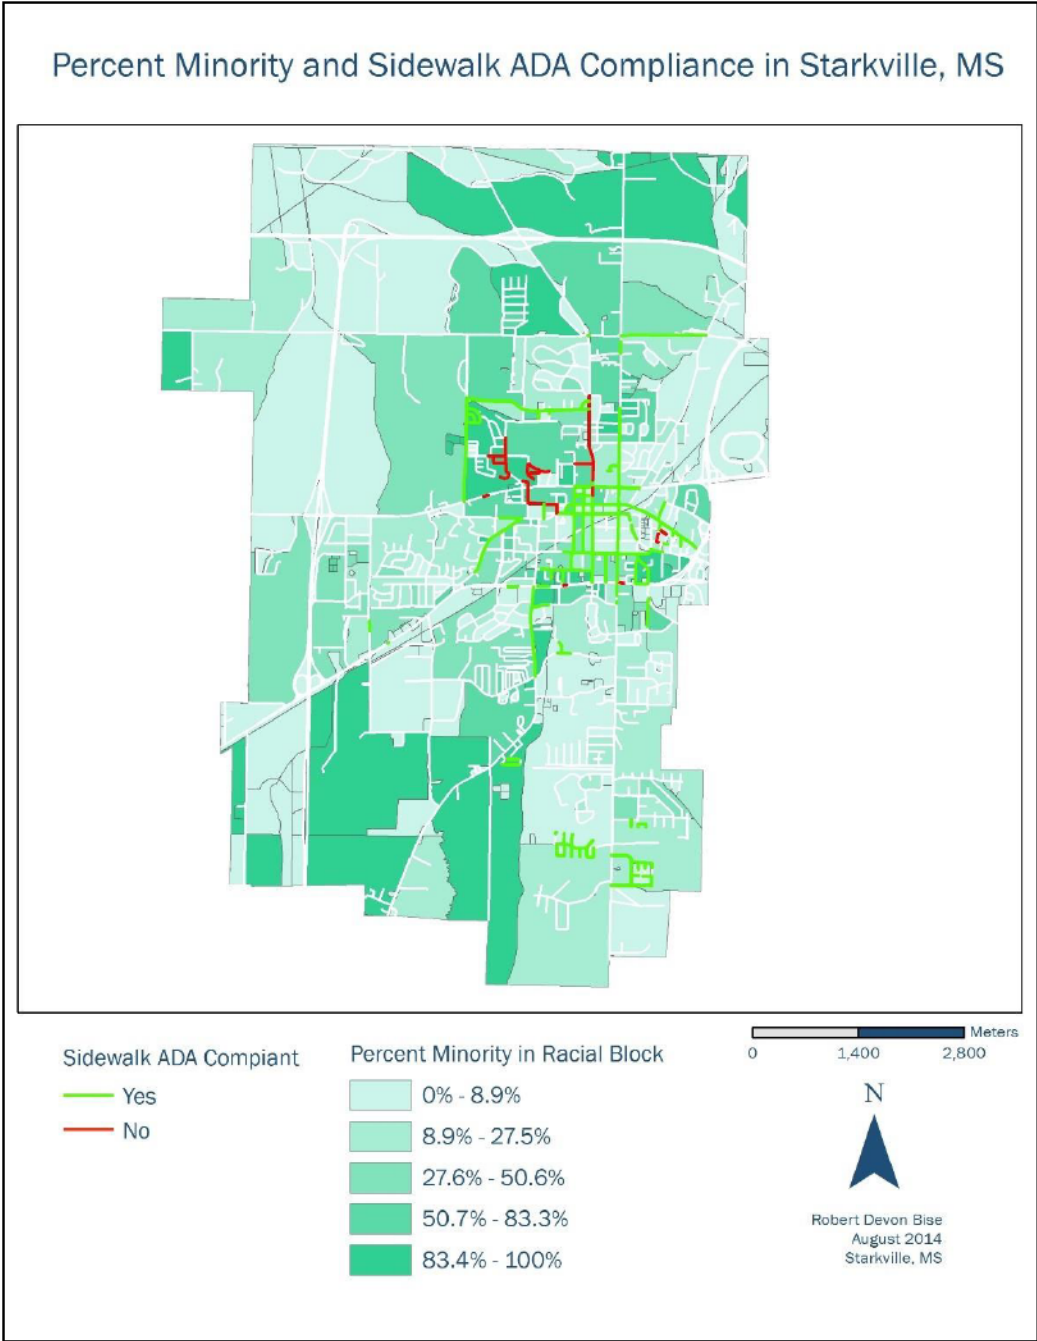 Percent Minority and Sidewalk ADA Compliance in Starkville, MS
Sidewalk ADA Compiant
Yes
No
Percent Minority in Racial Block
0% - 8.9%
8.9% - 27.5%
27.6% - 50.6%
50.7% - 83.3%
83.4% - 100%
Meters
0 1,400 2,800
N
Robert Devon Bise
August 2014
Starkville, MS